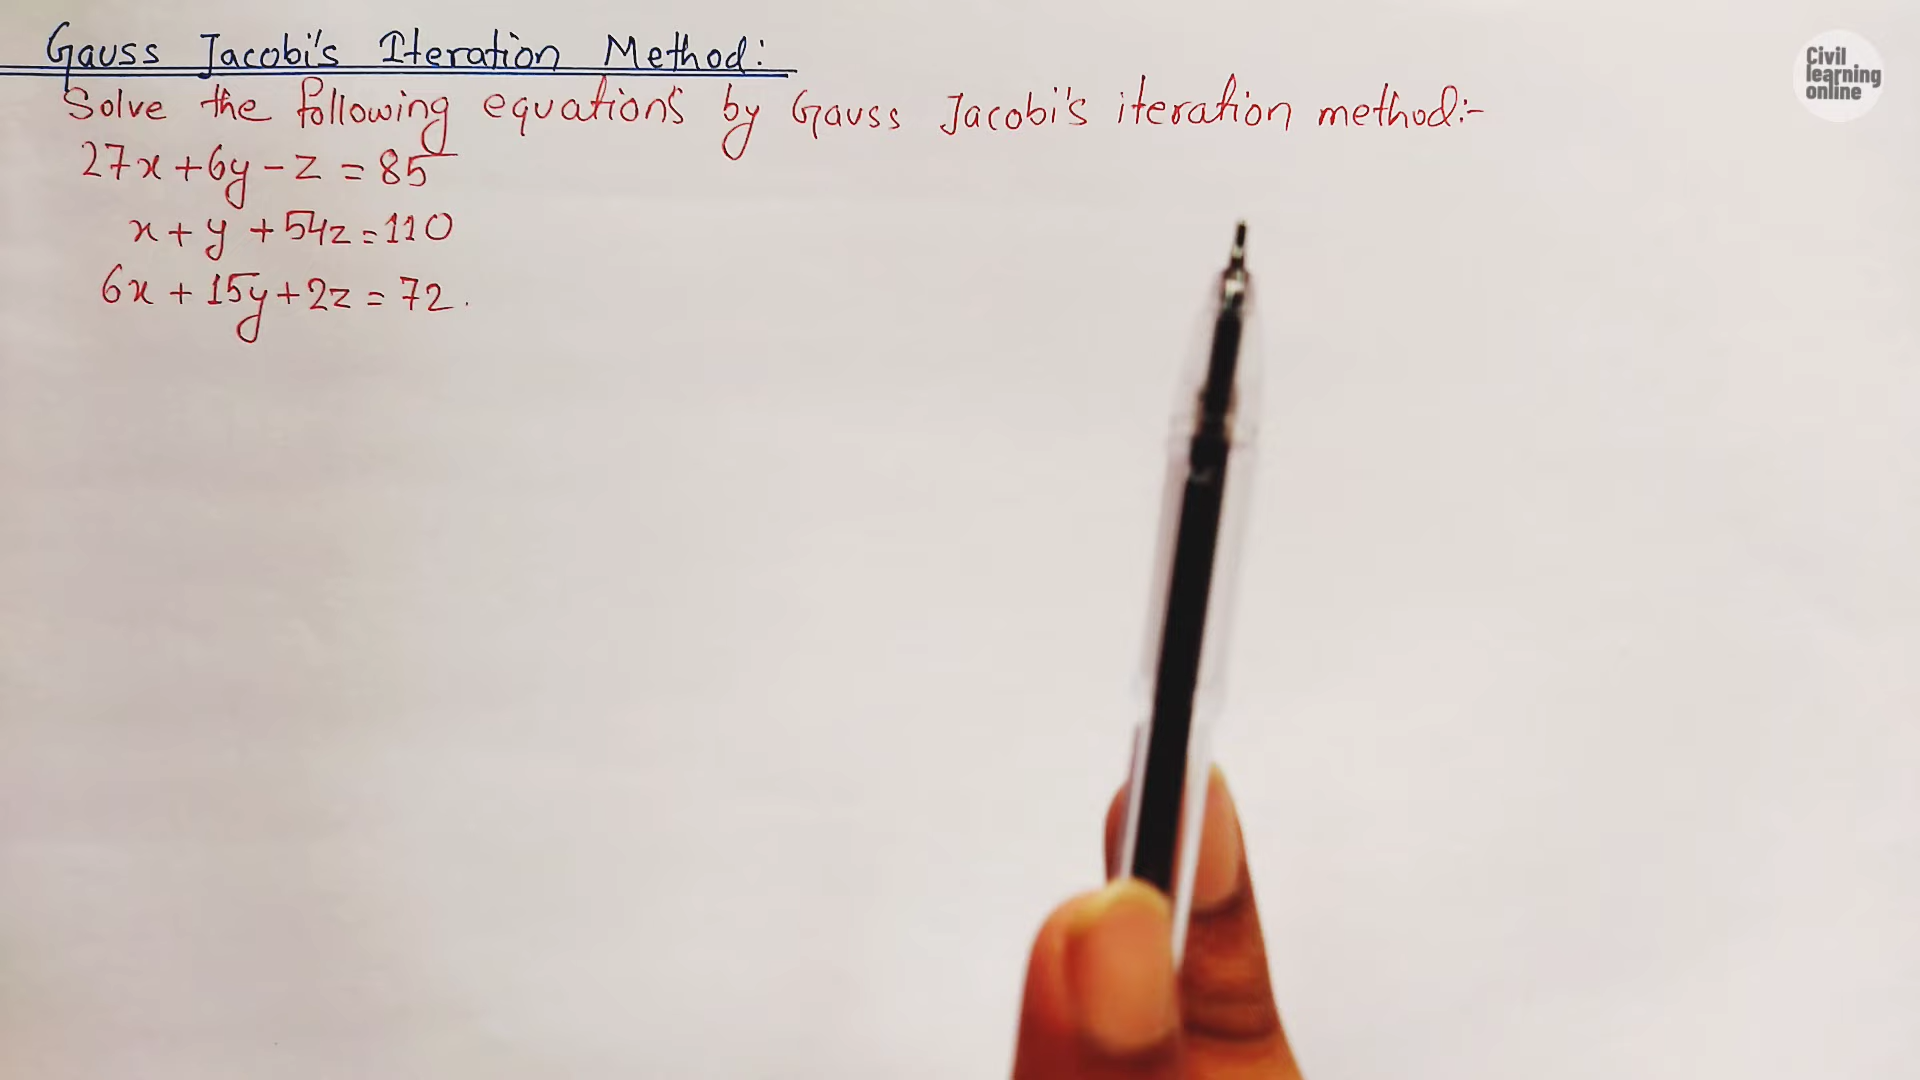 Gauss Jacobi's Iteration Method:
Solve the following equations by Gauss Jacobi's iteration method:-
27x + 6y - z = 85
x + y + 54z = 110
6x + 15y + 2z = 72.
Civil
learning
online